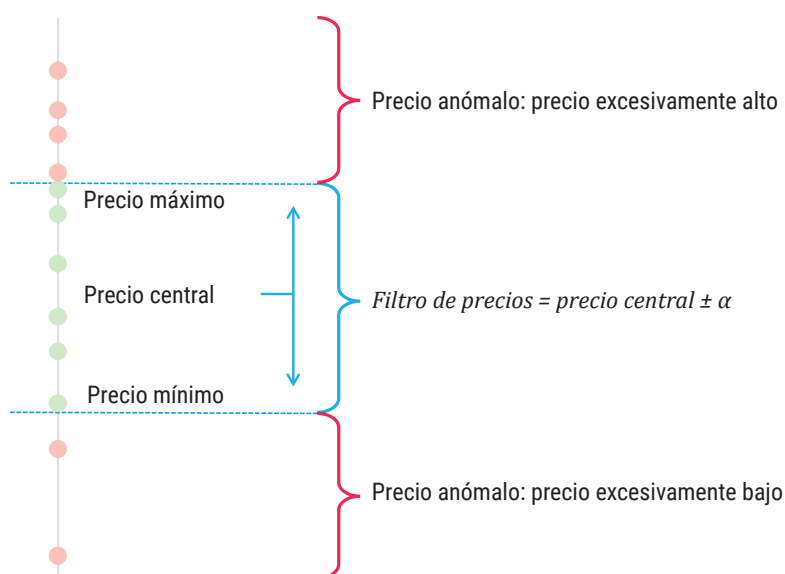 Precio anómalo: precio excesivamente alto
Precio máximo
Precio central
Filtro de precios = precio central ± α
Precio mínimo
Precio anómalo: precio excesivamente bajo